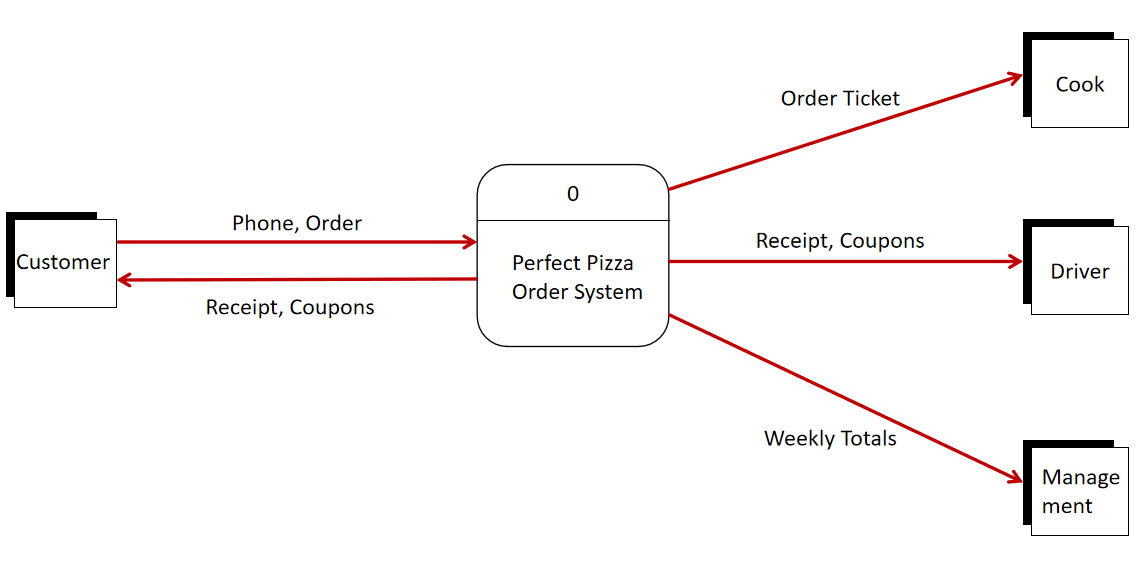 Order Ticket
Cook
0
Phone, Order
Receipt, Coupons
Customer
Perfect Pizza
Order System
Driver
Receipt, Coupons
Weekly Totals
Manage
ment